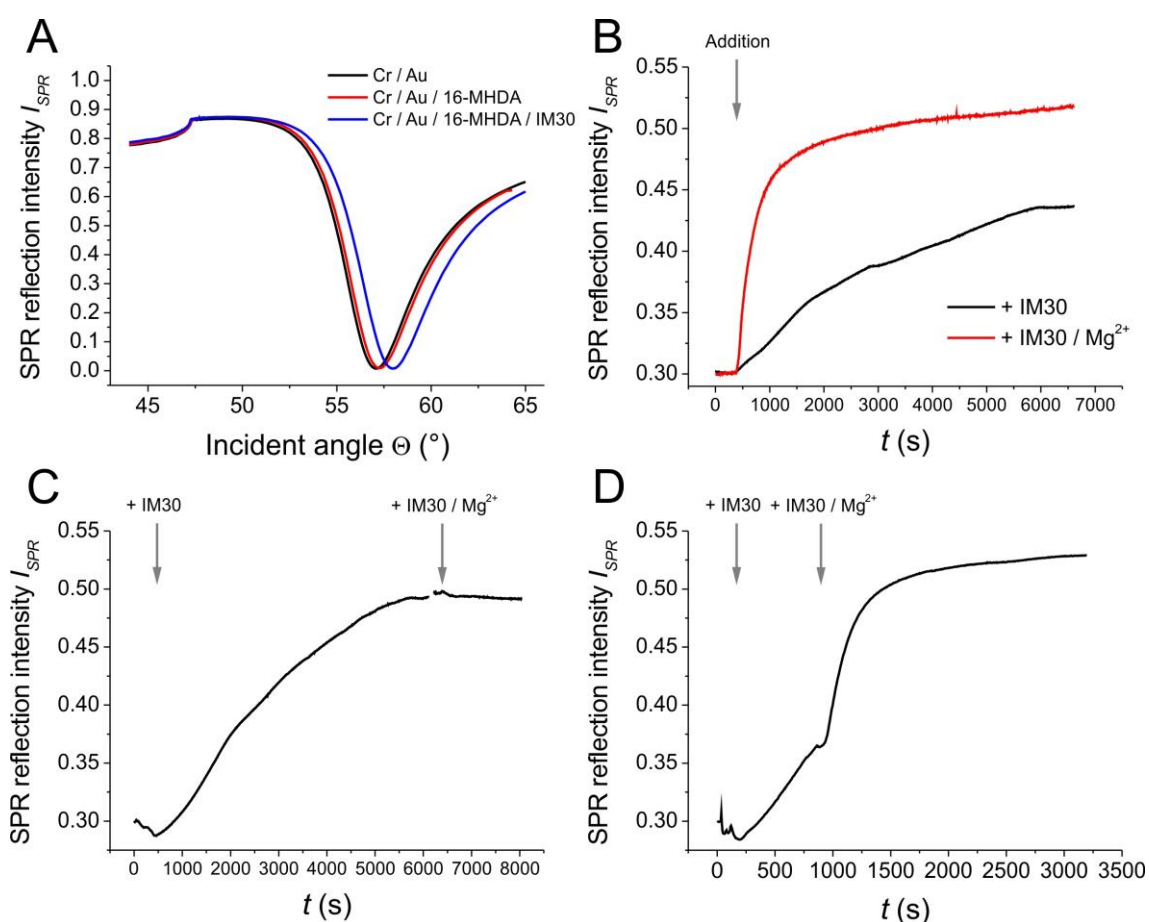 A
SPR reflection intensity I_SPR
1.0
0.9
0.8
0.7
0.6
0.5
0.4
0.3
0.2
0.1
0.0
Cr / Au
Cr / Au / 16-MHDA
Cr / Au / 16-MHDA / IM30
45 50 55 60 65
Incident angle Θ (°)
B
Addition
SPR reflection intensity I_SPR
0.55
0.50
0.45
0.40
0.35
0.30
+ IM30
+ IM30 / Mg²⁺
0 1000 2000 3000 4000 5000 6000 7000
t (s)
C
+ IM30 + IM30 / Mg²⁺
SPR reflection intensity I_SPR
0.55
0.50
0.45
0.40
0.35
0.30
0 1000 2000 3000 4000 5000 6000 7000 8000
t (s)
D
+ IM30 + IM30 / Mg²⁺
SPR reflection intensity I_SPR
0.55
0.50
0.45
0.40
0.35
0.30
0 500 1000 1500 2000 2500 3000 3500
t (s)